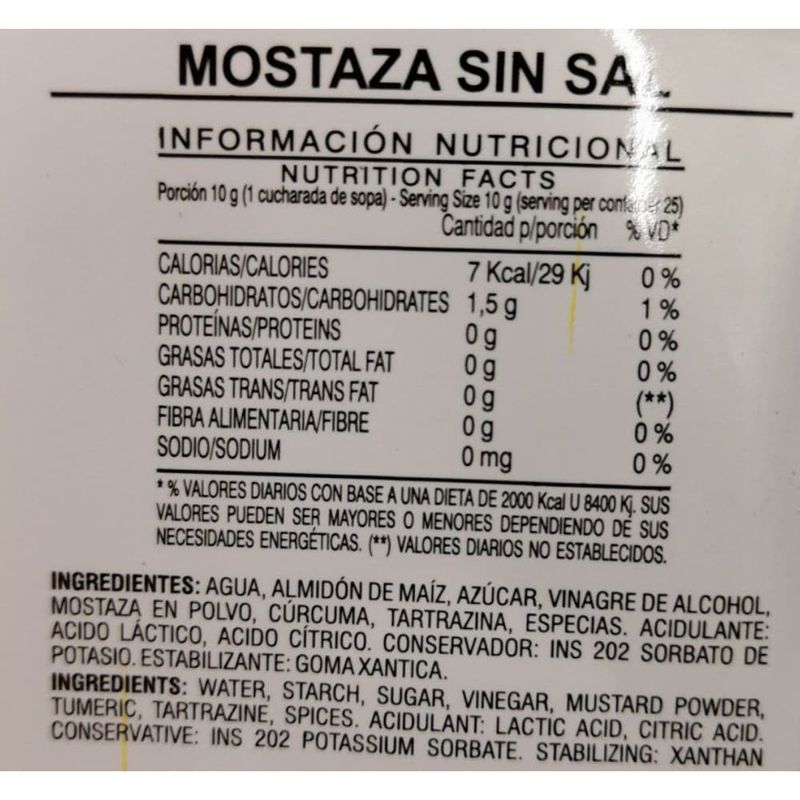 MOSTAZA SIN SAL
INFORMACIÓN NUTRICIONAL
NUTRITION FACTS
Porción 10 g (1 cucharada de sopa) - Serving Size 10 g (serving per container 25)
Cantidad p/porción % VD*
CALORIAS/CALORIES 7 Kcal/29 Kj 0 %
CARBOHIDRATOS/CARBOHIDRATES 1,5 g 1 %
PROTEÍNAS/PROTEINS 0 g 0 %
GRASAS TOTALES/TOTAL FAT 0 g 0 %
GRASAS TRANS/TRANS FAT 0 g (**)
FIBRA ALIMENTARIA/FIBRE 0 g 0 %
SODIO/SODIUM 0 mg 0 %
* % VALORES DIARIOS CON BASE A UNA DIETA DE 2000 Kcal U 8400 Kj. SUS
VALORES PUEDEN SER MAYORES O MENORES DEPENDIENDO DE SUS
NECESIDADES ENERGÉTICAS. (**) VALORES DIARIOS NO ESTABLECIDOS.
INGREDIENTES: AGUA, ALMIDÓN DE MAÍZ, AZÚCAR, VINAGRE DE ALCOHOL,
MOSTAZA EN POLVO, CÚRCUMA, TARTRAZINA, ESPECIAS. ACIDULANTE:
ACIDO LÁCTICO, ACIDO CÍTRICO. CONSERVADOR: INS 202 SORBATO DE
POTASIO. ESTABILIZANTE: GOMA XANTICA.
INGREDIENTS: WATER, STARCH, SUGAR, VINEGAR, MUSTARD POWDER,
TUMERIC, TARTRAZINE, SPICES. ACIDULANT: LACTIC ACID, CITRIC ACID.
CONSERVATIVE: INS 202 POTASSIUM SORBATE. STABILIZING: XANTHAN